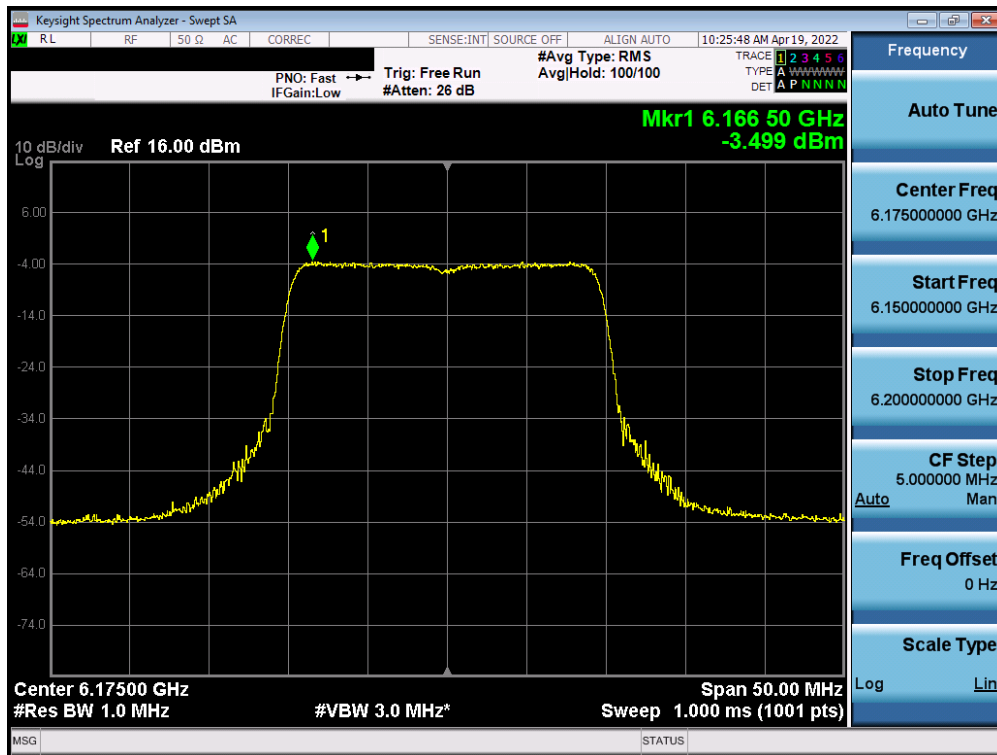 Keysight Spectrum Analyzer - Swept SA
LXI RL RF 50 Ω AC CORREC SENSE:INT SOURCE OFF ALIGN AUTO 10:25:48 AM Apr 19, 2022
PNO: Fast
IFGain:Low
Trig: Free Run
#Atten: 26 dB
#Avg Type: RMS
Avg|Hold: 100/100
TRACE 1 2 3 4 5 6
TYPE A WWWWW
DET A P N N N N
Mkr1 6.166 50 GHz
-3.499 dBm
10 dB/div Ref 16.00 dBm
Log
1
6.00
-4.00
-14.0
-24.0
-34.0
-44.0
-54.0
-64.0
-74.0
Center 6.17500 GHz Span 50.00 MHz
#Res BW 1.0 MHz #VBW 3.0 MHz* Sweep 1.000 ms (1001 pts)
MSG STATUS
Frequency
Auto Tune
Center Freq
6.175000000 GHz
Start Freq
6.150000000 GHz
Stop Freq
6.200000000 GHz
CF Step
5.000000 MHz
Auto Man
Freq Offset
0 Hz
Scale Type
Log Lin